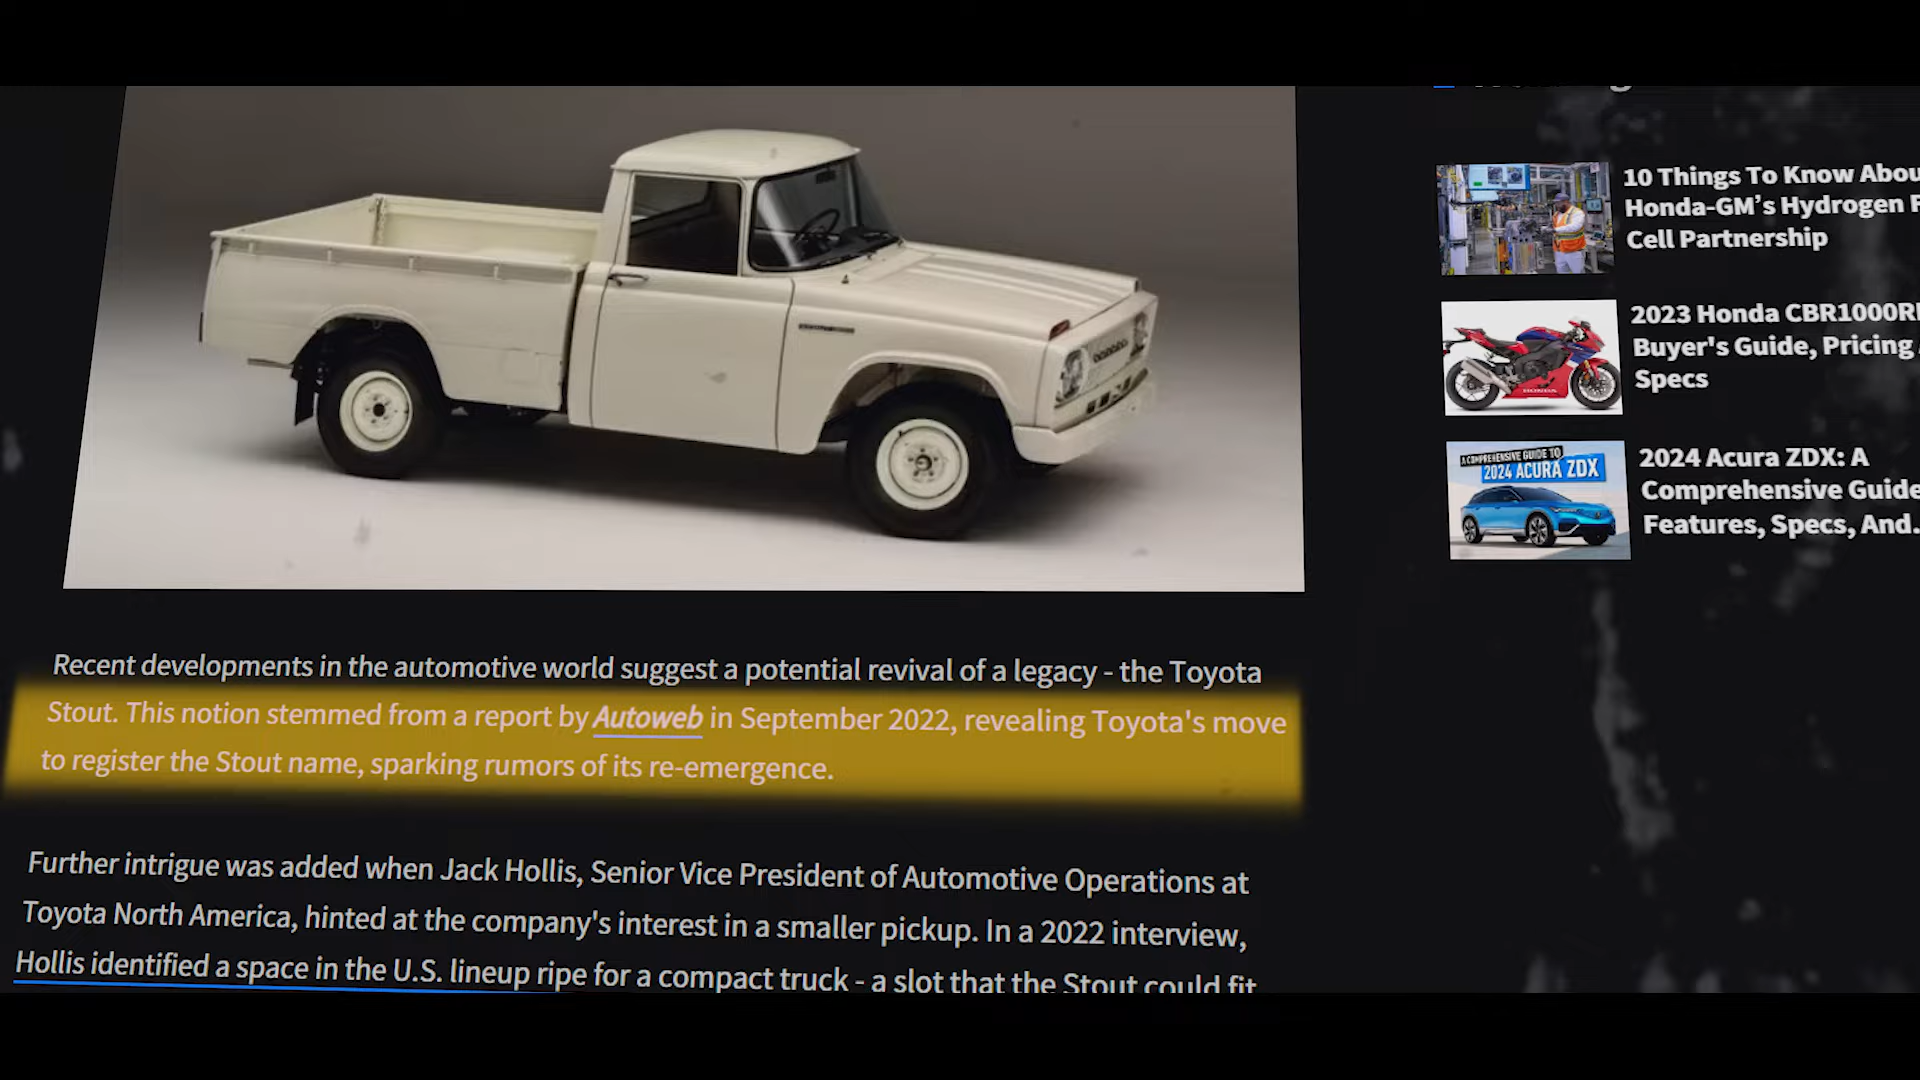 10 Things To Know Abou
Honda-GM's Hydrogen F
Cell Partnership
2023 Honda CBR1000R
Buyer's Guide, Pricing
Specs
A COMPREHENSIVE GUIDE TO
2024 ACURA ZDX
2024 Acura ZDX: A
Comprehensive Guide
Features, Specs, And.
Recent developments in the automotive world suggest a potential revival of a legacy - the Toyota
Stout. This notion stemmed from a report by Autoweb in September 2022, revealing Toyota's move
to register the Stout name, sparking rumors of its re-emergence.
Further intrigue was added when Jack Hollis, Senior Vice President of Automotive Operations at
Toyota North America, hinted at the company's interest in a smaller pickup. In a 2022 interview,
Hollis identified a space in the U.S. lineup ripe for a compact truck - a slot that the Stout could fit